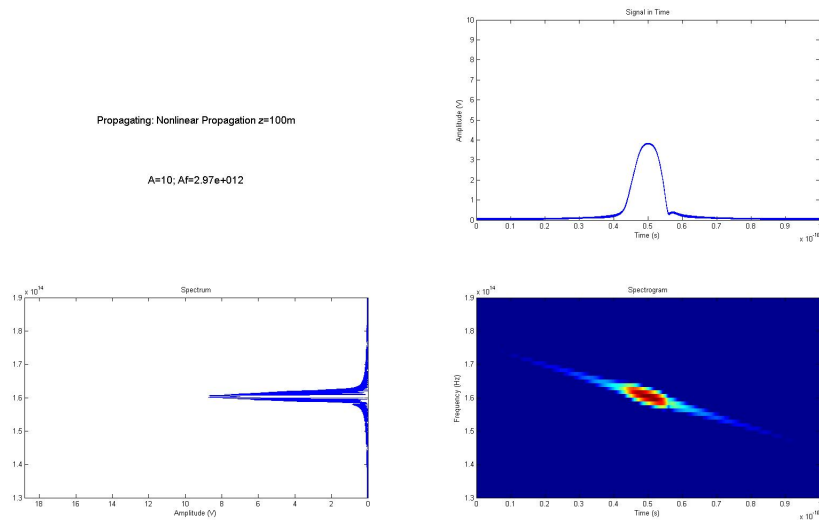 Propagating: Nonlinear Propagation z=100m
A=10; Af=2.97e+012
Signal in Time
Amplitude (V)
10
9
8
7
6
5
4
3
2
1
0
0 0.1 0.2 0.3 0.4 0.5 0.6 0.7 0.8 0.9
Time (s)
x 10^-10
Spectrum
x 10^14
1.9
1.8
1.7
1.6
1.5
1.4
1.3
18 16 14 12 10 8 6 4 2 0
Amplitude (V)
Spectrogram
x 10^14
Frequency (Hz)
1.9
1.8
1.7
1.6
1.5
1.4
1.3
0 0.1 0.2 0.3 0.4 0.5 0.6 0.7 0.8 0.9
Time (s)
x 10^-10